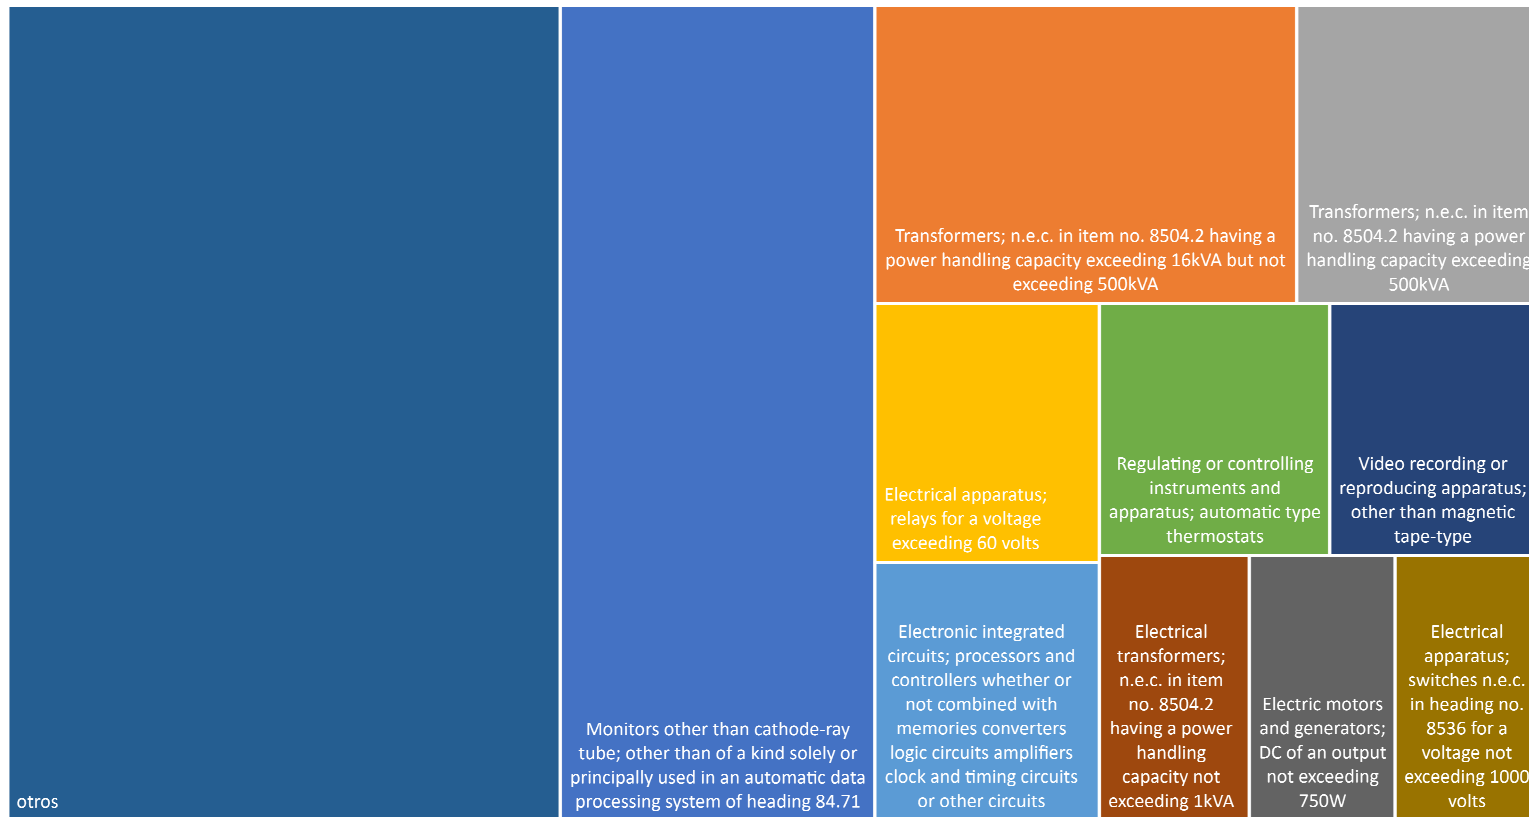 otros
Monitors other than cathode-ray
tube; other than of a kind solely or
principally used in an automatic data
processing system of heading 84.71
Transformers; n.e.c. in item no. 8504.2 having a
power handling capacity exceeding 16kVA but not
exceeding 500kVA
Transformers; n.e.c. in item
no. 8504.2 having a power
handling capacity exceeding
500kVA
Electrical apparatus;
relays for a voltage
exceeding 60 volts
Regulating or controlling
instruments and
apparatus; automatic type
thermostats
Video recording or
reproducing apparatus;
other than magnetic
tape-type
Electronic integrated
circuits; processors and
controllers whether or
not combined with
memories converters
logic circuits amplifiers
clock and timing circuits
or other circuits
Electrical
transformers;
n.e.c. in item
no. 8504.2
having a power
handling
capacity not
exceeding 1kVA
Electric motors
and generators;
DC of an output
not exceeding
750W
Electrical
apparatus;
switches n.e.c.
in heading no.
8536 for a
voltage not
exceeding 1000
volts